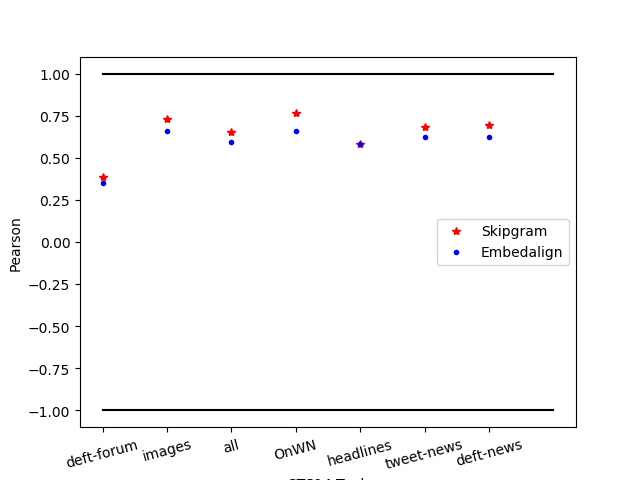 1.00
0.75
0.50
0.25
0.00
−0.25
−0.50
−0.75
−1.00
Pearson
Skipgram
Embedalign
deft-forum
images
all
OnWN
headlines
tweet-news
deft-news